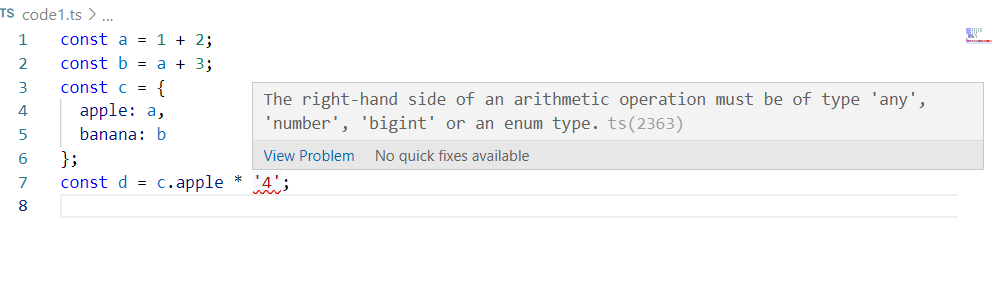 TS code1.ts > ...
1 const a = 1 + 2;
2 const b = a + 3;
3 const c = {
The right-hand side of an arithmetic operation must be of type 'any',
4 apple: a,
'number', 'bigint' or an enum type. ts(2363)
5 banana: b
View Problem No quick fixes available
6 };
7 const d = c.apple * '4';
8